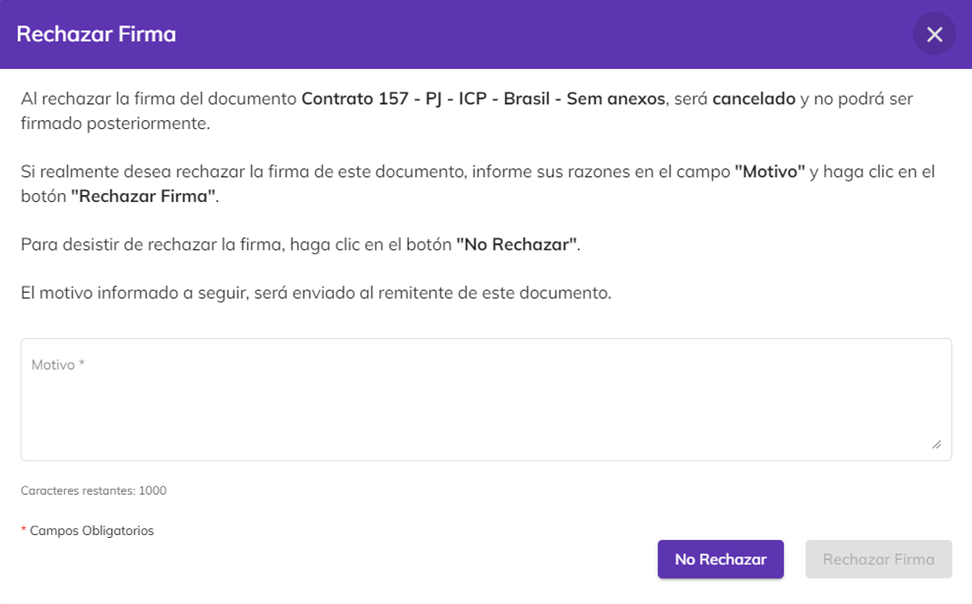 Rechazar Firma
Al rechazar la firma del documento Contrato 157 - PJ - ICP - Brasil - Sem anexos, será cancelado y no podrá ser
firmado posteriormente.
Si realmente desea rechazar la firma de este documento, informe sus razones en el campo "Motivo" y haga clic en el
botón "Rechazar Firma".
Para desistir de rechazar la firma, haga clic en el botón "No Rechazar".
El motivo informado a seguir, será enviado al remitente de este documento.
Motivo *
Caracteres restantes: 1000
* Campos Obligatorios
No Rechazar
Rechazar Firma